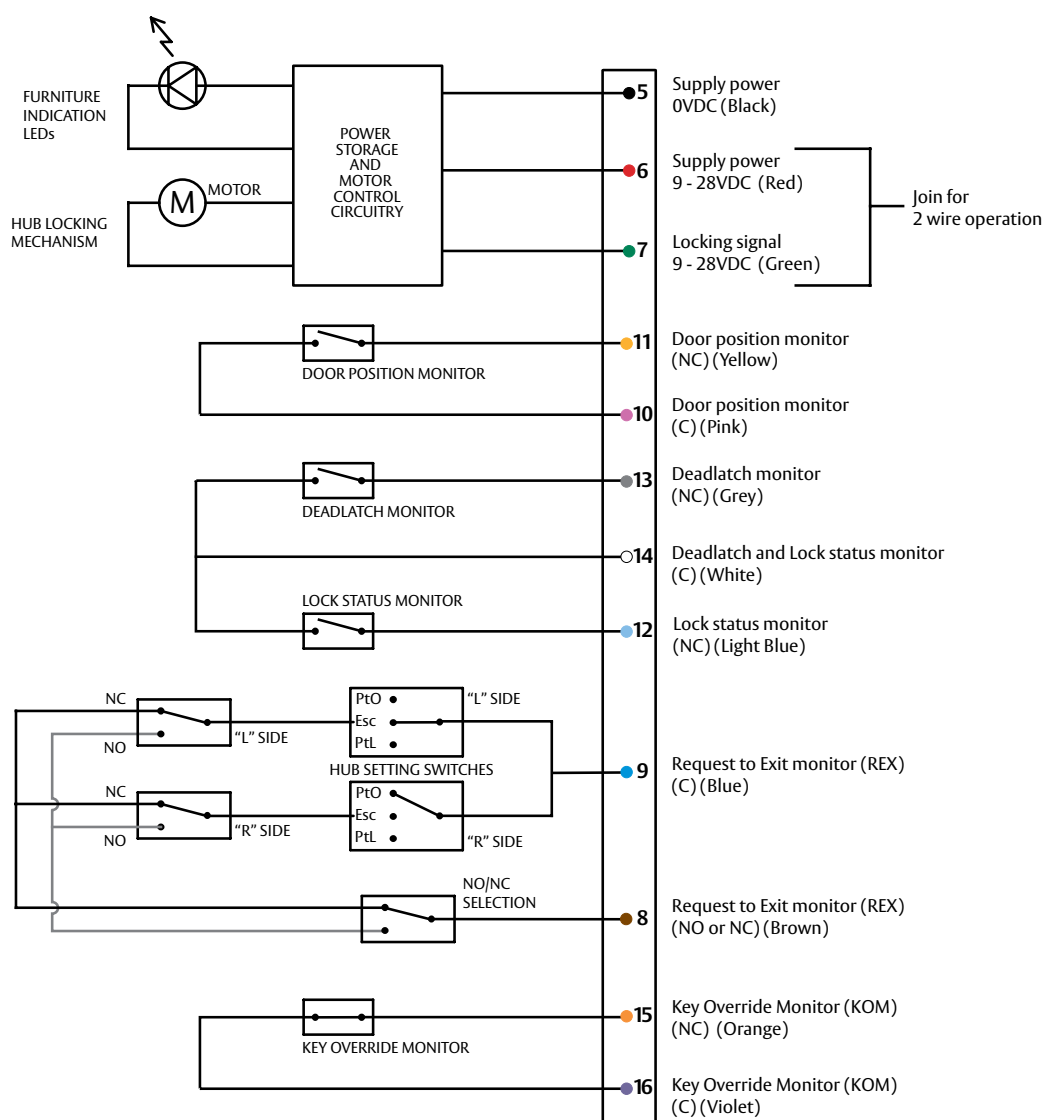 FURNITURE
INDICATION
LEDs
M
MOTOR
HUB LOCKING
MECHANISM
POWER
STORAGE
AND
MOTOR
CONTROL
CIRCUITRY
5
Supply power
0VDC (Black)
6
Supply power
9 - 28VDC (Red)
7
Locking signal
9 - 28VDC (Green)
Join for
2 wire operation
DOOR POSITION MONITOR
11
Door position monitor
(NC) (Yellow)
10
Door position monitor
(C) (Pink)
DEADLATCH MONITOR
13
Deadlatch monitor
(NC) (Grey)
14
Deadlatch and Lock status monitor
(C) (White)
LOCK STATUS MONITOR
12
Lock status monitor
(NC) (Light Blue)
NC
NO
"L" SIDE
PtO
Esc
PtL
"L" SIDE
HUB SETTING SWITCHES
NC
NO
"R" SIDE
PtO
Esc
PtL
"R" SIDE
9
Request to Exit monitor (REX)
(C) (Blue)
NO/NC
SELECTION
8
Request to Exit monitor (REX)
(NO or NC) (Brown)
KEY OVERRIDE MONITOR
15
Key Override Monitor (KOM)
(NC) (Orange)
16
Key Override Monitor (KOM)
(C) (Violet)